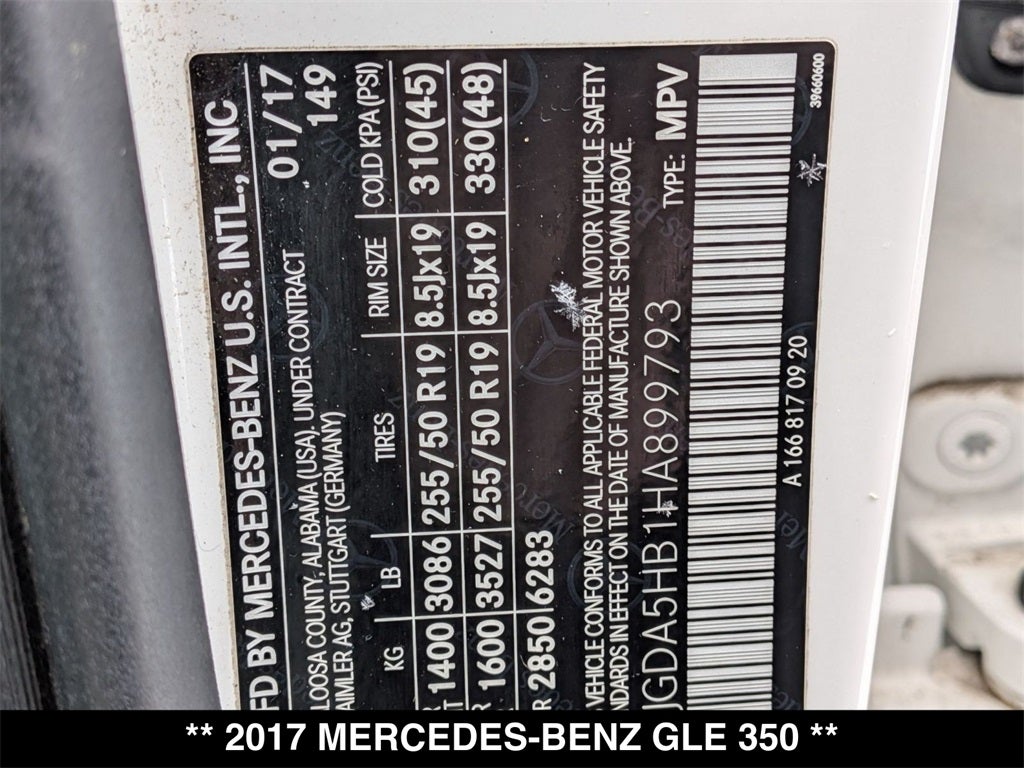 FD BY MERCEDES-BENZ U.S. INTL., INC
01/17
LOOSA COUNTY, ALABAMA (USA). UNDER CONTRACT 149
AIMLER AG, STUTTGART (GERMANY)
KG LB TIRES RIM SIZE COLD KPA (PSI)
1400 3086 255/50 R19 8.5Jx19 310(45)
1600 3527 255/50 R19 8.5Jx19 330(48)
R 2850 6283
VEHICLE CONFORMS TO ALL APPLICABLE FEDERAL MOTOR VEHICLE SAFETY
NDARDS IN EFFECT ON THE DATE OF MANUFACTURE SHOWN ABOVE.
JGDA5HB1HA899793 TYPE: MPV
A 166 817 09 20 39660600
** 2017 MERCEDES-BENZ GLE 350 **